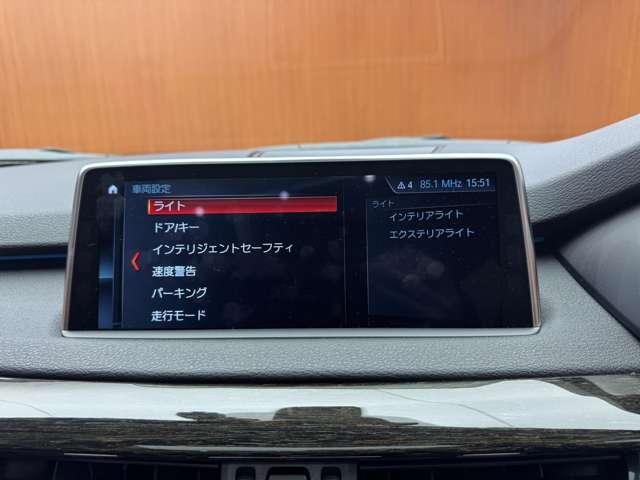 車両設定
4 85.1 MHz 15:51
ライト
ドア/キー
インテリジェントセーフティ
速度警告
パーキング
走行モード
ライト
インテリアライト
エクステリアライト